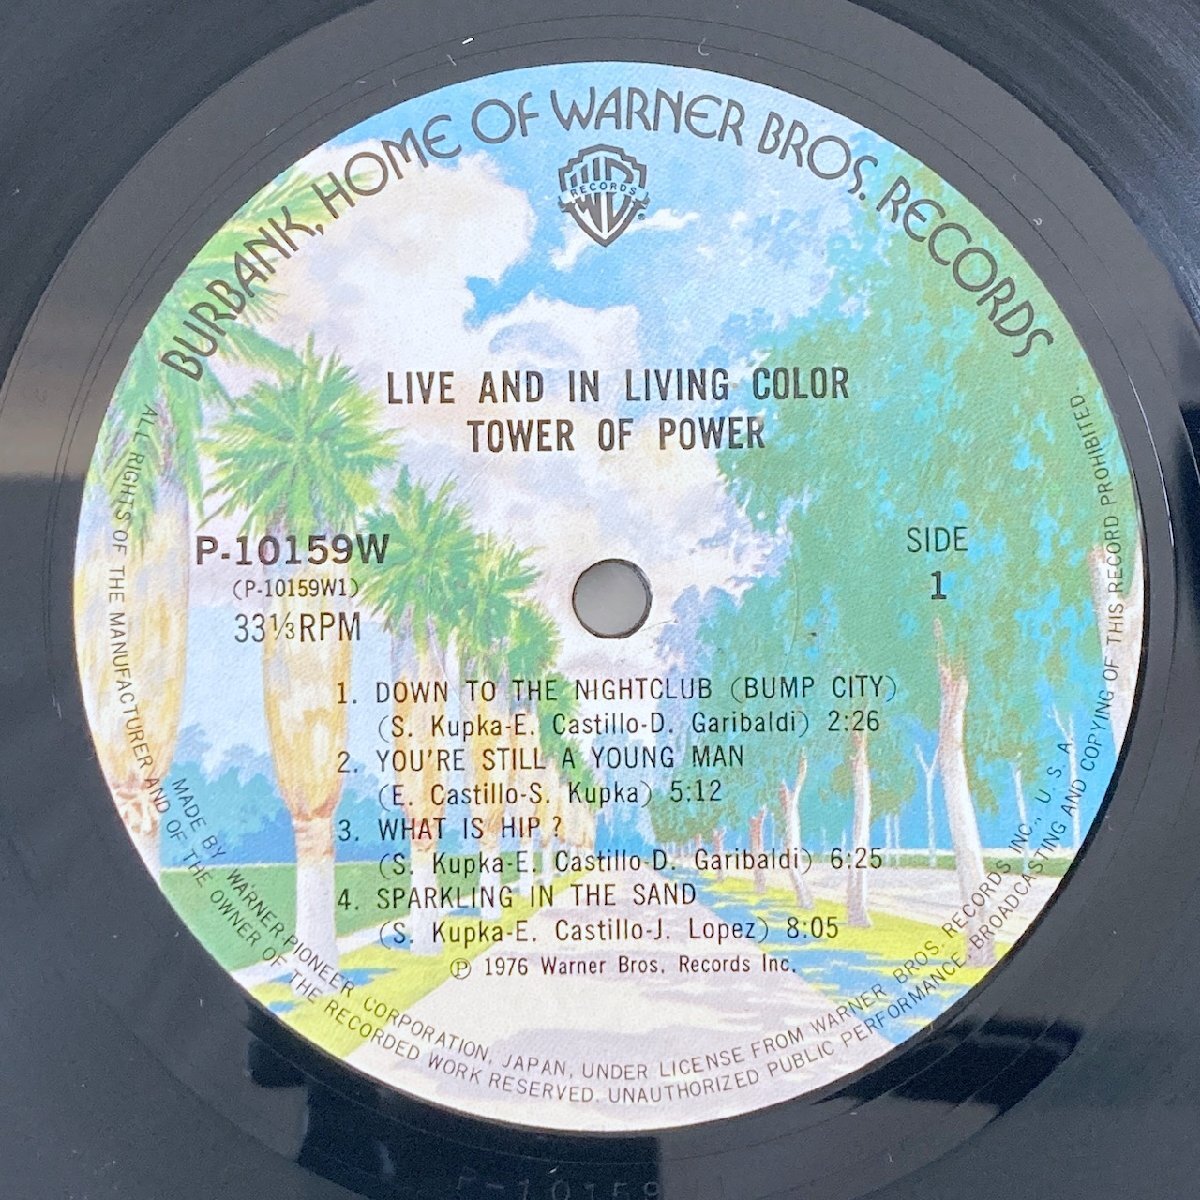 BURBANK, HOME OF WARNER BROS. RECORDS
RECORDS
LIVE AND IN LIVING COLOR
TOWER OF POWER
P-10159W
(P-10159W1)
33⅓RPM
SIDE
1
1. DOWN TO THE NIGHTCLUB (BUMP CITY)
(S. Kupka-E. Castillo-D. Garibaldi) 2:26
2. YOU'RE STILL A YOUNG MAN
(E. Castillo-S. Kupka) 5:12
3. WHAT IS HIP?
(S. Kupka-E. Castillo-D. Garibaldi) 6:25
4. SPARKLING IN THE SAND
(S. Kupka-E. Castillo-J. Lopez) 8:05
℗ 1976 Warner Bros. Records Inc.
MADE BY WARNER-PIONEER CORPORATION, JAPAN, UNDER LICENSE FROM WARNER BROS. RECORDS INC., U. S. A.
ALL RIGHTS OF THE MANUFACTURER AND OF THE OWNER OF THE RECORDED WORK RESERVED. UNAUTHORIZED PUBLIC PERFORMANCE, BROADCASTING AND COPYING OF THIS RECORD PROHIBITED.